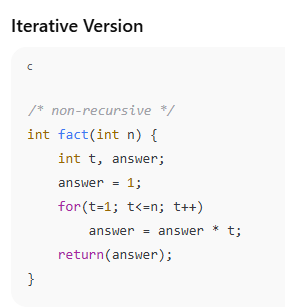 Iterative Version
c
/* non-recursive */
int fact(int n) {
    int t, answer;
    answer = 1;
    for(t=1; t<=n; t++)
        answer = answer * t;
    return(answer);
}